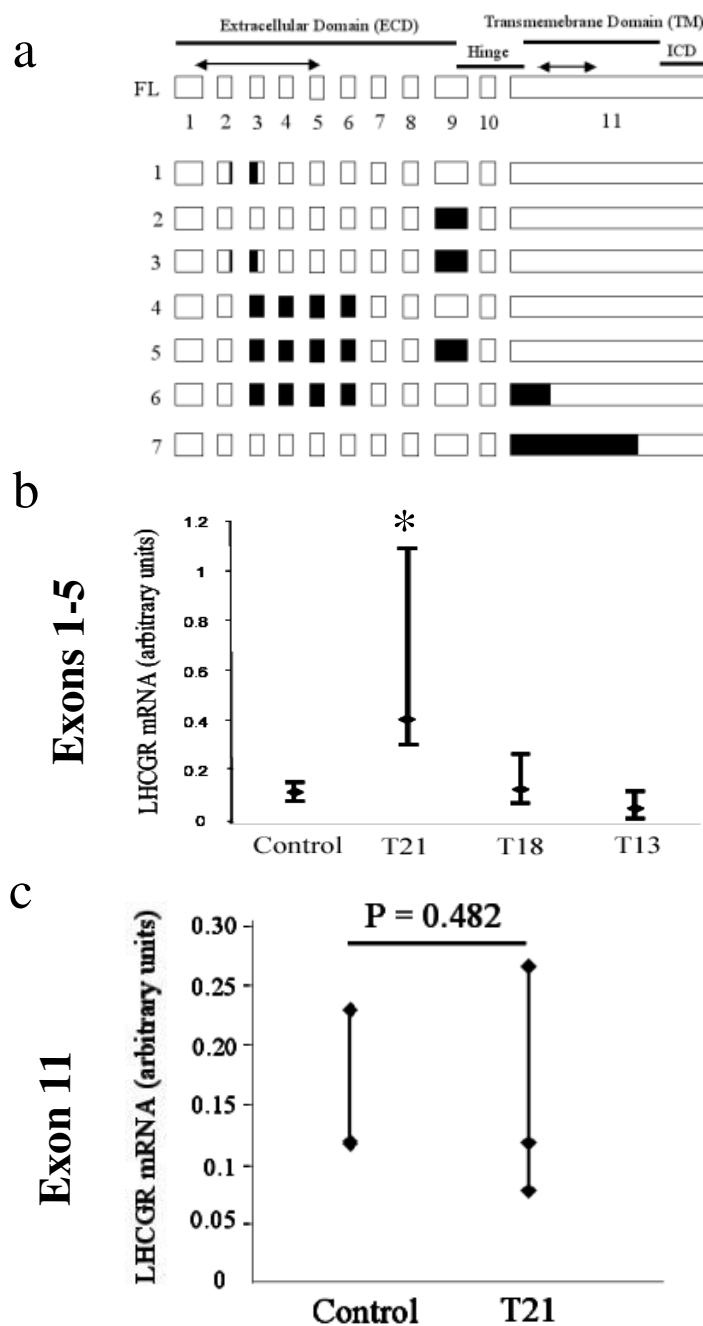 a
Extracellular Domain (ECD)
Transmemebrane Domain (TM)
Hinge
ICD
FL
1 2 3 4 5 6 7 8 9 10 11
1
2
3
4
5
6
7
b
Exons 1-5
LHCGR mRNA (arbitrary units)
1.2
1
0.8
0.6
0.4
0.2
0
*
Control T21 T18 T13
c
Exon 11
LHCGR mRNA (arbitrary units)
P = 0.482
0.30
0.25
0.20
0.15
0.1
0.05
0
Control T21